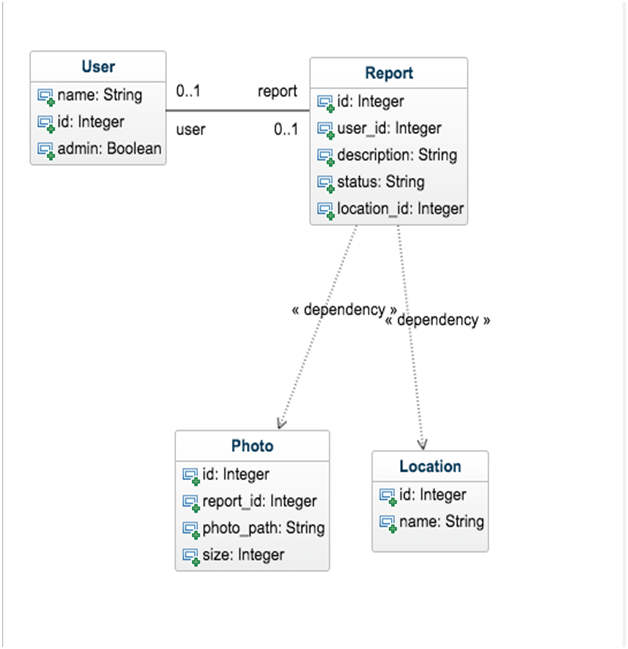 User
name: String
id: Integer
admin: Boolean
0..1
report
user
0..1
Report
id: Integer
user_id: Integer
description: String
status: String
location_id: Integer
« dependency »
« dependency »
Photo
id: Integer
report_id: Integer
photo_path: String
size: Integer
Location
id: Integer
name: String